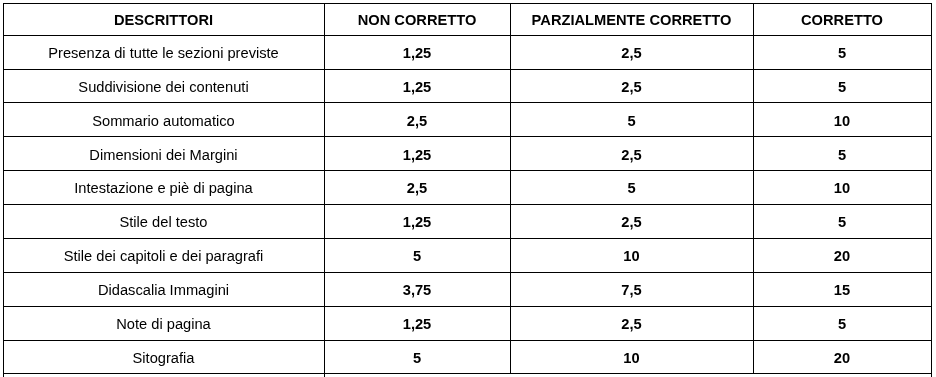 DESCRITTORI NON CORRETTO PARZIALMENTE CORRETTO CORRETTO
Presenza di tutte le sezioni previste 1,25 2,5 5
Suddivisione dei contenuti 1,25 2,5 5
Sommario automatico 2,5 5 10
Dimensioni dei Margini 1,25 2,5 5
Intestazione e piè di pagina 2,5 5 10
Stile del testo 1,25 2,5 5
Stile dei capitoli e dei paragrafi 5 10 20
Didascalia Immagini 3,75 7,5 15
Note di pagina 1,25 2,5 5
Sitografia 5 10 20